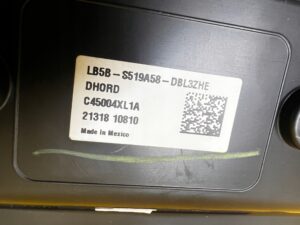 LB5B - S519A58 - DBL3ZHE
DHORD
C45004XL1A
21318 10810
Made in Mexico